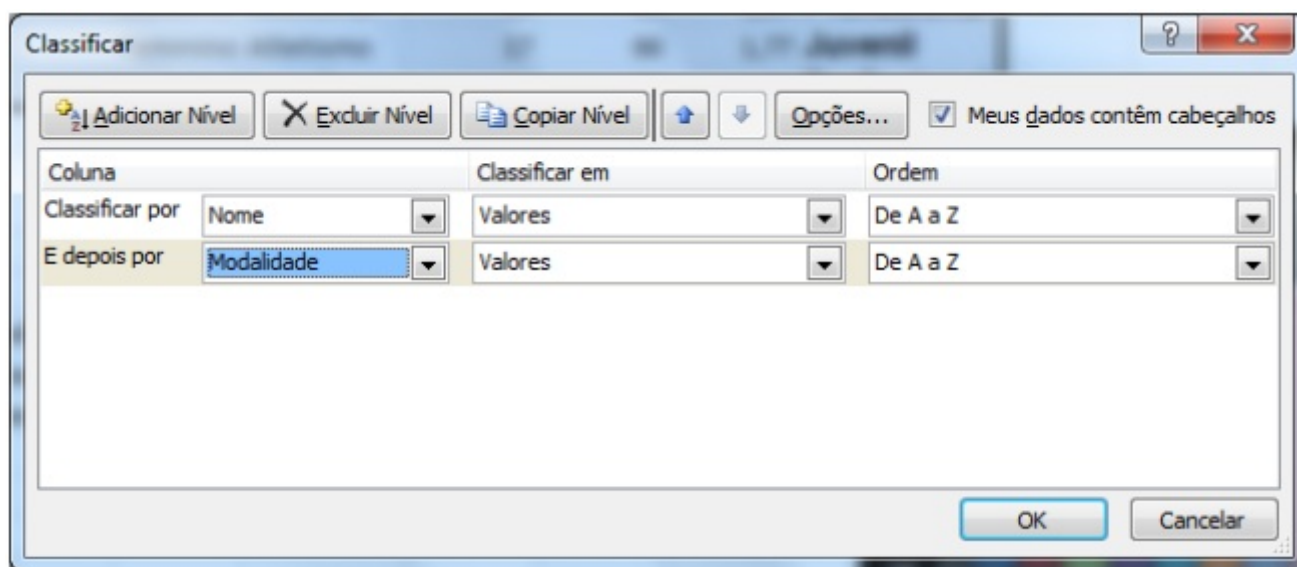 Classificar
Adicionar Nível Excluir Nível Copiar Nível Opções... Meus dados contêm cabeçalhos
Coluna Classificar em Ordem
Classificar por Nome Valores De A a Z
E depois por Modalidade Valores De A a Z
OK Cancelar